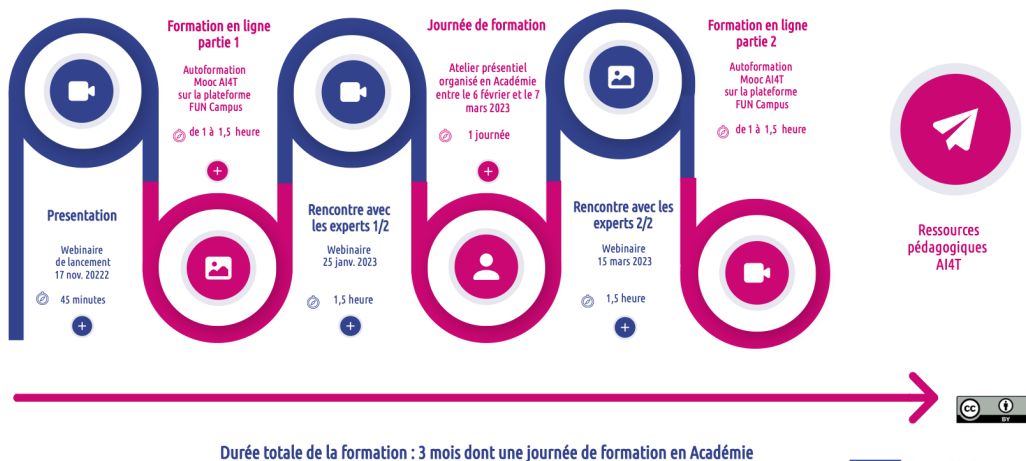 Formation en ligne
partie 1
Autoformation
Mooc AI4T
sur la plateforme
FUN Campus
de 1 à 1,5 heure
Journée de formation
Atelier présentiel
organisé en Académie
entre le 6 février et le 7
mars 2023
1 journée
Formation en ligne
partie 2
Autoformation
Mooc AI4T
sur la plateforme
FUN Campus
de 1 à 1,5 heure
Presentation
Webinaire
de lancement
17 nov. 20222
45 minutes
Rencontre avec
les experts 1/2
Webinaire
25 janv. 2023
1,5 heure
Rencontre avec les
experts 2/2
Webinaire
15 mars 2023
1,5 heure
Ressources
pédagogiques
AI4T
cc
BY
Durée totale de la formation : 3 mois dont une journée de formation en Académie